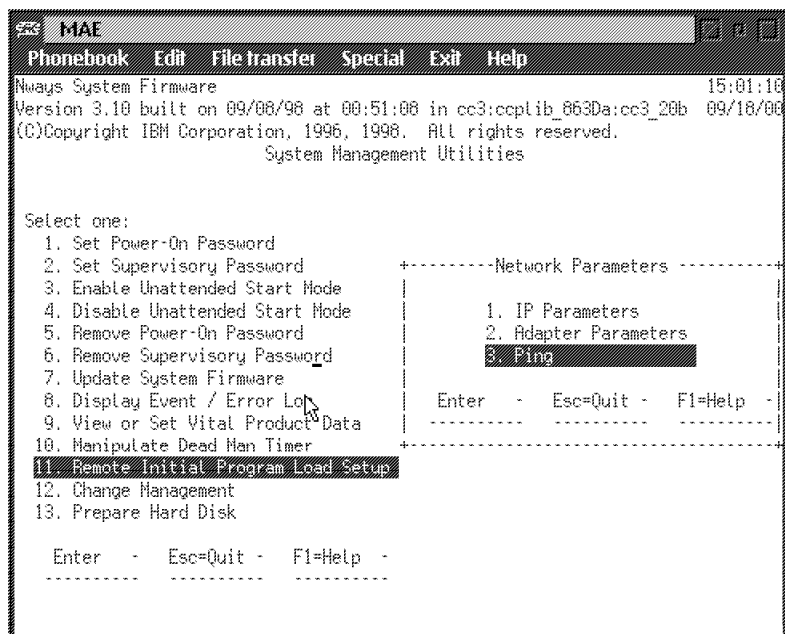 MAE
Phonebook Edit File transfer Special Exit Help
Nways System Firmware 15:01:10
Version 3.10 built on 09/08/98 at 00:51:08 in cc3:ccplib_863Da:cc3_20b 09/18/00
(C)Copyright IBM Corporation, 1996, 1998. All rights reserved.
System Management Utilities
Select one:
1. Set Power-On Password
2. Set Supervisory Password
3. Enable Unattended Start Mode
4. Disable Unattended Start Mode
5. Remove Power-On Password
6. Remove Supervisory Password
7. Update System Firmware
8. Display Event / Error Log
9. View or Set Vital Product Data
10. Manipulate Dead Man Timer
11. Remote Initial Program Load Setup
12. Change Management
13. Prepare Hard Disk
Enter - Esc=Quit - F1=Help -
Network Parameters
1. IP Parameters
2. Adapter Parameters
3. Ping
Enter - Esc=Quit - F1=Help -